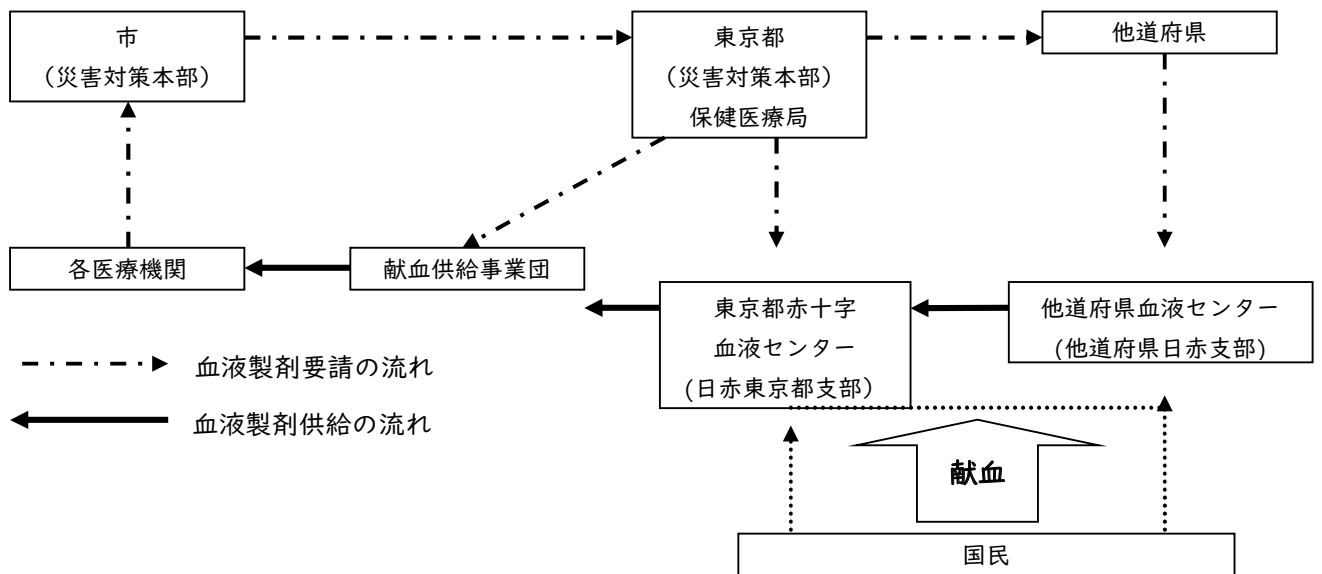 市
（災害対策本部）
東京都
（災害対策本部）
保健医療局
他道府県
各医療機関
献血供給事業団
東京都赤十字
血液センター
(日赤東京都支部）
他道府県血液センター
(他道府県日赤支部)
血液製剤要請の流れ
血液製剤供給の流れ
献血
国民